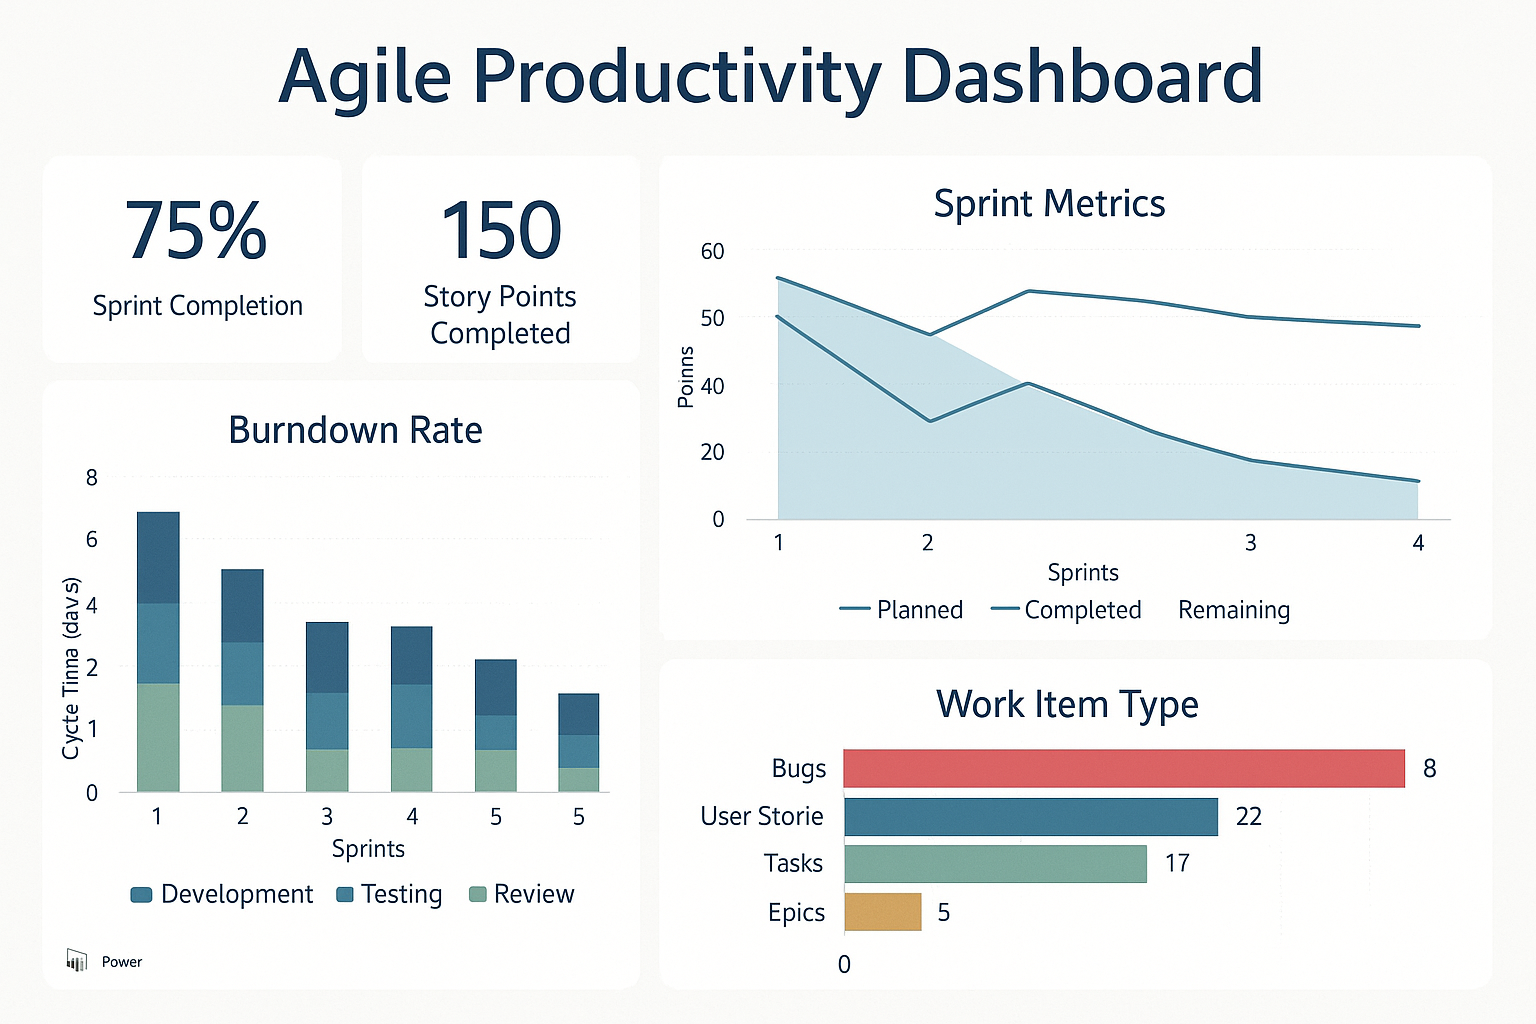 Agile Productivity Dashboard
75%
Sprint Completion
150
Story Points
Completed
Sprint Metrics
60
50
40
20
0
Poinns
1 2 3 4
Sprints
Planned Completed Remaining
Burndown Rate
8
6
4
2
1
0
Cycte Tinna (davs)
1 2 3 4 5 5
Sprints
Development Testing Review
Power
Work Item Type
Bugs 8
User Storie 22
Tasks 17
Epics 5
0